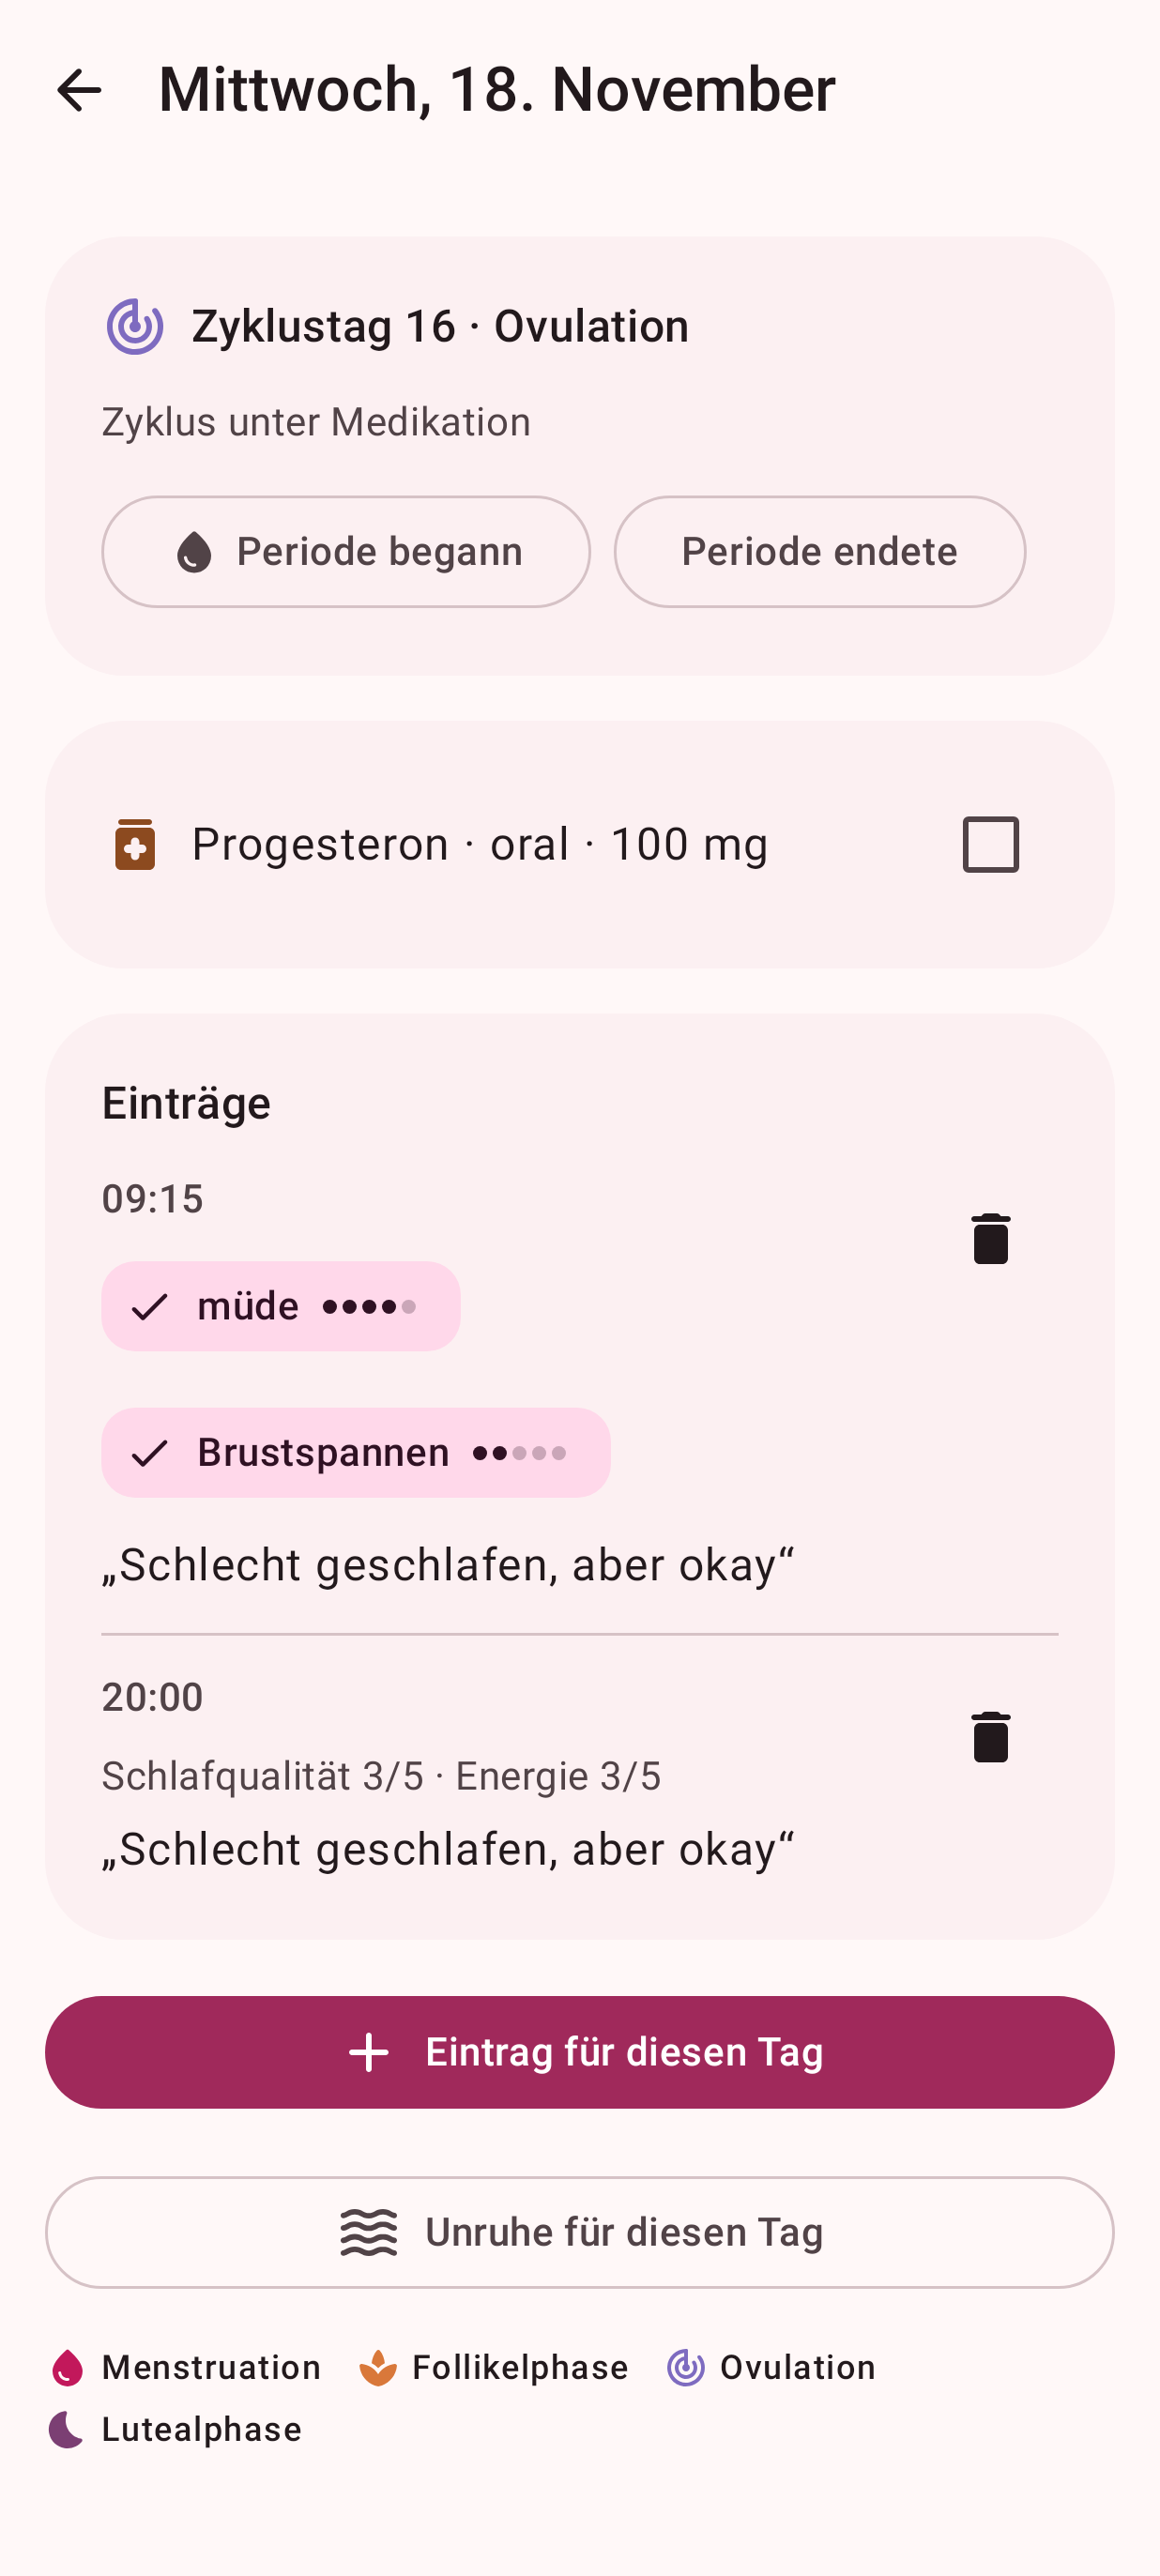 Mittwoch, 18. November
Zyklustag 16 · Ovulation
Zyklus unter Medikation
Periode begann
Periode endete
Progesteron · oral · 100 mg
Einträge
09:15
müde
Brustspannen
„Schlecht geschlafen, aber okay“
20:00
Schlafqualität 3/5 · Energie 3/5
„Schlecht geschlafen, aber okay“
Eintrag für diesen Tag
Unruhe für diesen Tag
Menstruation
Follikelphase
Ovulation
Lutealphase